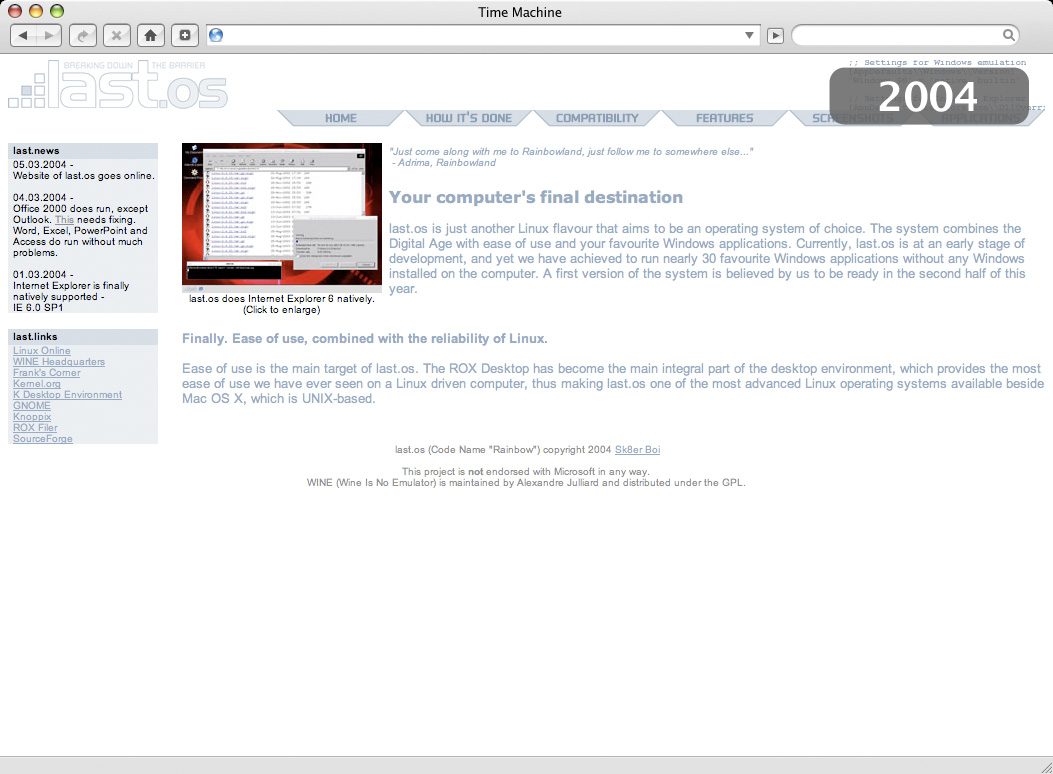 Time Machine
BREAKING DOWN THE BARRIER
last.os
;; Settings for Windows emulation
2004
HOME
HOW IT'S DONE
COMPATIBILITY
FEATURES
SCREENSHOTS
APPLICATIONS
last.news
05.03.2004 -
Website of last.os goes online.
04.03.2004 -
Office 2000 does run, except
Outlook. This needs fixing.
Word, Excel, PowerPoint and
Access do run without much
problems.
01.03.2004 -
Internet Explorer is finally
natively supported -
IE 6.0 SP1
last.links
Linux Online
WINE Headquarters
Frank's Corner
Kernel.org
K Desktop Environment
GNOME
Knoppix
ROX Filer
SourceForge
last.os does Internet Explorer 6 natively.
(Click to enlarge)
"Just come along with me to Rainbowland, just follow me to somewhere else..."
- Adrima, Rainbowland
Your computer's final destination
last.os is just another Linux flavour that aims to be an operating system of choice. The system combines the
Digital Age with ease of use and your favourite Windows applications. Currently, last.os is at an early stage of
development, and yet we have achieved to run nearly 30 favourite Windows applications without any Windows
installed on the computer. A first version of the system is believed by us to be ready in the second half of this
year.
Finally. Ease of use, combined with the reliability of Linux.
Ease of use is the main target of last.os. The ROX Desktop has become the main integral part of the desktop environment, which provides the most
ease of use we have ever seen on a Linux driven computer, thus making last.os one of the most advanced Linux operating systems available beside
Mac OS X, which is UNIX-based.
last.os (Code Name "Rainbow") copyright 2004 Sk8er Boi
This project is not endorsed with Microsoft in any way.
WINE (Wine Is No Emulator) is maintained by Alexandre Julliard and distributed under the GPL.